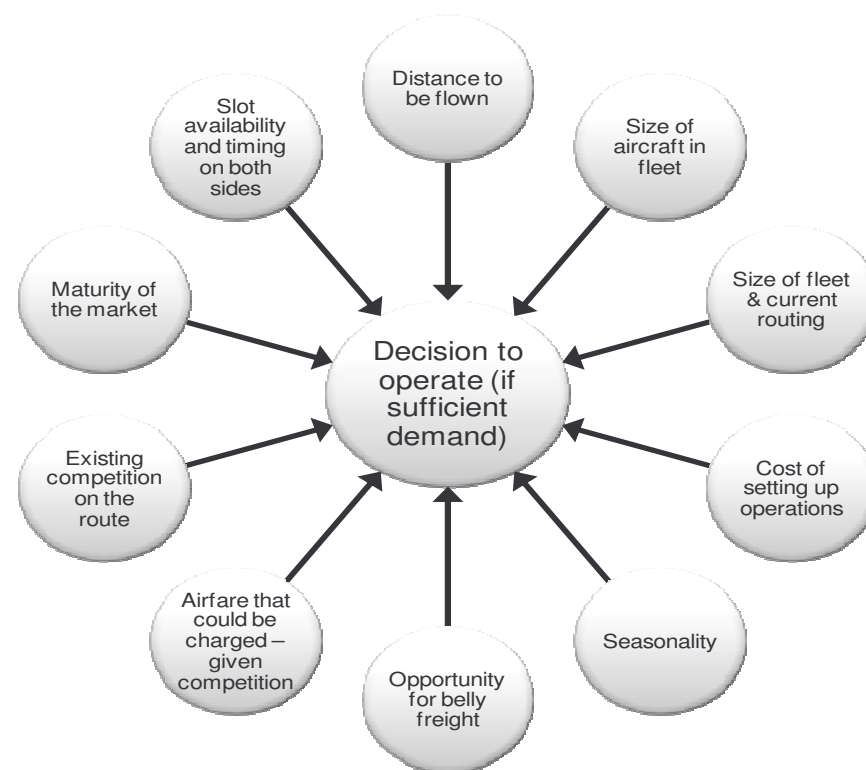 Distance to
be flown
Size of
aircraft in
fleet
Size of fleet
& current
routing
Cost of
setting up
operations
Seasonality
Opportunity
for belly
freight
Airfare that
could be
charged –
given
competition
Existing
competition
on the
route
Maturity of
the market
Slot
availability
and timing
on both
sides
Decision to
operate (if
sufficient
demand)